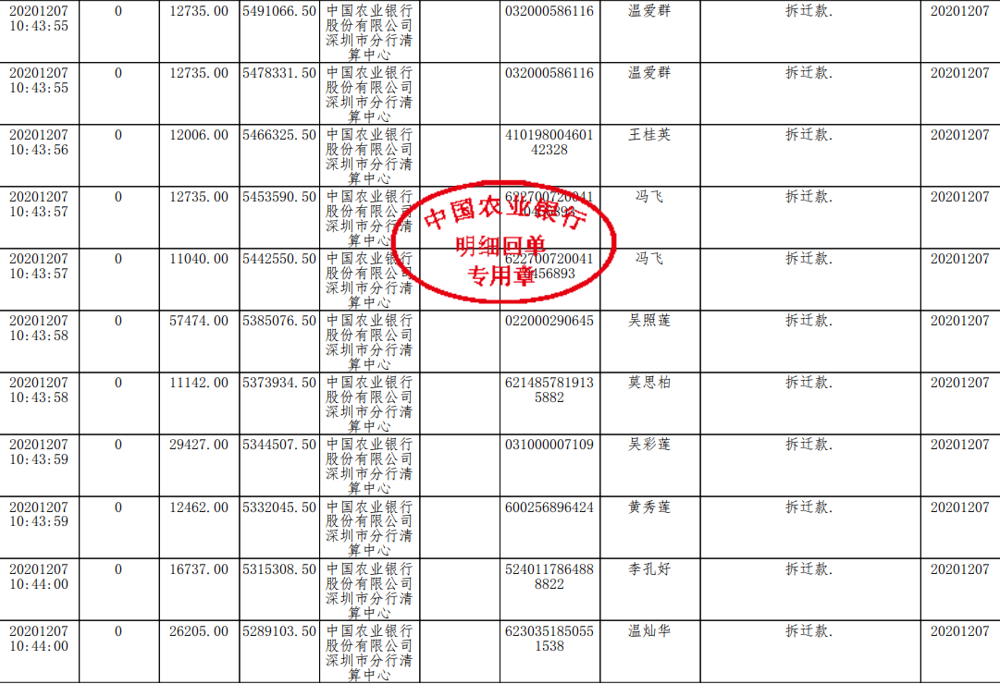 20201207 0 12735.00 5491066.50 中国农业银行 032000586116 温爱群 拆迁款. 20201207
10:43:55 股份有限公司
深圳市分行清
算中心
20201207 0 12735.00 5478331.50 中国农业银行 032000586116 温爱群 拆迁款. 20201207
10:43:55 股份有限公司
深圳市分行清
算中心
20201207 0 12006.00 5466325.50 中国农业银行 410198004601 王桂英 拆迁款. 20201207
10:43:56 股份有限公司 42328
深圳市分行清
算中心
20201207 0 12735.00 5453590.50 中国农业银行 622700720041 冯飞 拆迁款. 20201207
10:43:57 股份有限公司 0456893
深圳市分行清
算中心
中国农业银行
明细回单
专用章
20201207 0 11040.00 5442550.50 中国农业银行 622700720041 冯飞 拆迁款. 20201207
10:43:57 股份有限公司 0456893
深圳市分行清
算中心
20201207 0 57474.00 5385076.50 中国农业银行 022000290645 吴照莲 拆迁款. 20201207
10:43:58 股份有限公司
深圳市分行清
算中心
20201207 0 11142.00 5373934.50 中国农业银行 621485781913 莫思柏 拆迁款. 20201207
10:43:58 股份有限公司 5882
深圳市分行清
算中心
20201207 0 29427.00 5344507.50 中国农业银行 031000007109 吴彩莲 拆迁款. 20201207
10:43:59 股份有限公司
深圳市分行清
算中心
20201207 0 12462.00 5332045.50 中国农业银行 600256896424 黄秀莲 拆迁款. 20201207
10:43:59 股份有限公司
深圳市分行清
算中心
20201207 0 16737.00 5315308.50 中国农业银行 524011786488 李孔好 拆迁款. 20201207
10:44:00 股份有限公司 8822
深圳市分行清
算中心
20201207 0 26205.00 5289103.50 中国农业银行 623035185055 温灿华 拆迁款. 20201207
10:44:00 股份有限公司 1538
深圳市分行清
算中心